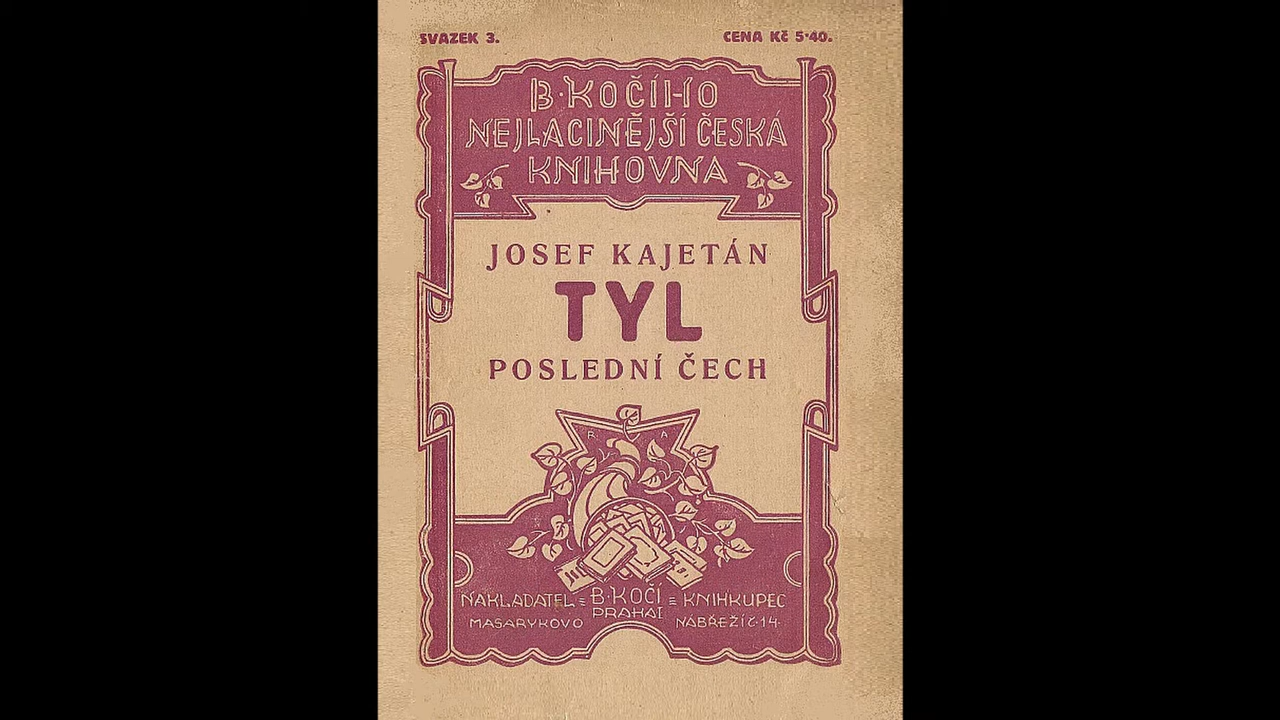 SVAZEK 3.
CENA Kč 5·40.
B·KOČÍHO
NEJLACINĚJŠÍ ČESKÁ
KNIHOVNA
JOSEF KAJETÁN
TYL
POSLEDNÍ ČECH
R. A
NAKLADATEL = B·KOČÍ = KNIHKUPEC
PRAHA I
MASARYKOVO NÁBŘEŽÍ Č·14·